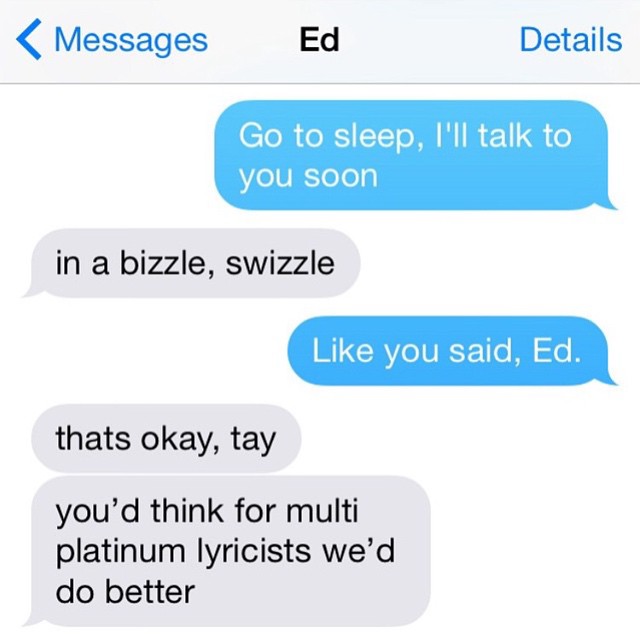 Messages Ed Details
Go to sleep, I'll talk to
you soon
in a bizzle, swizzle
Like you said, Ed.
thats okay, tay
you’d think for multi
platinum lyricists we’d
do better